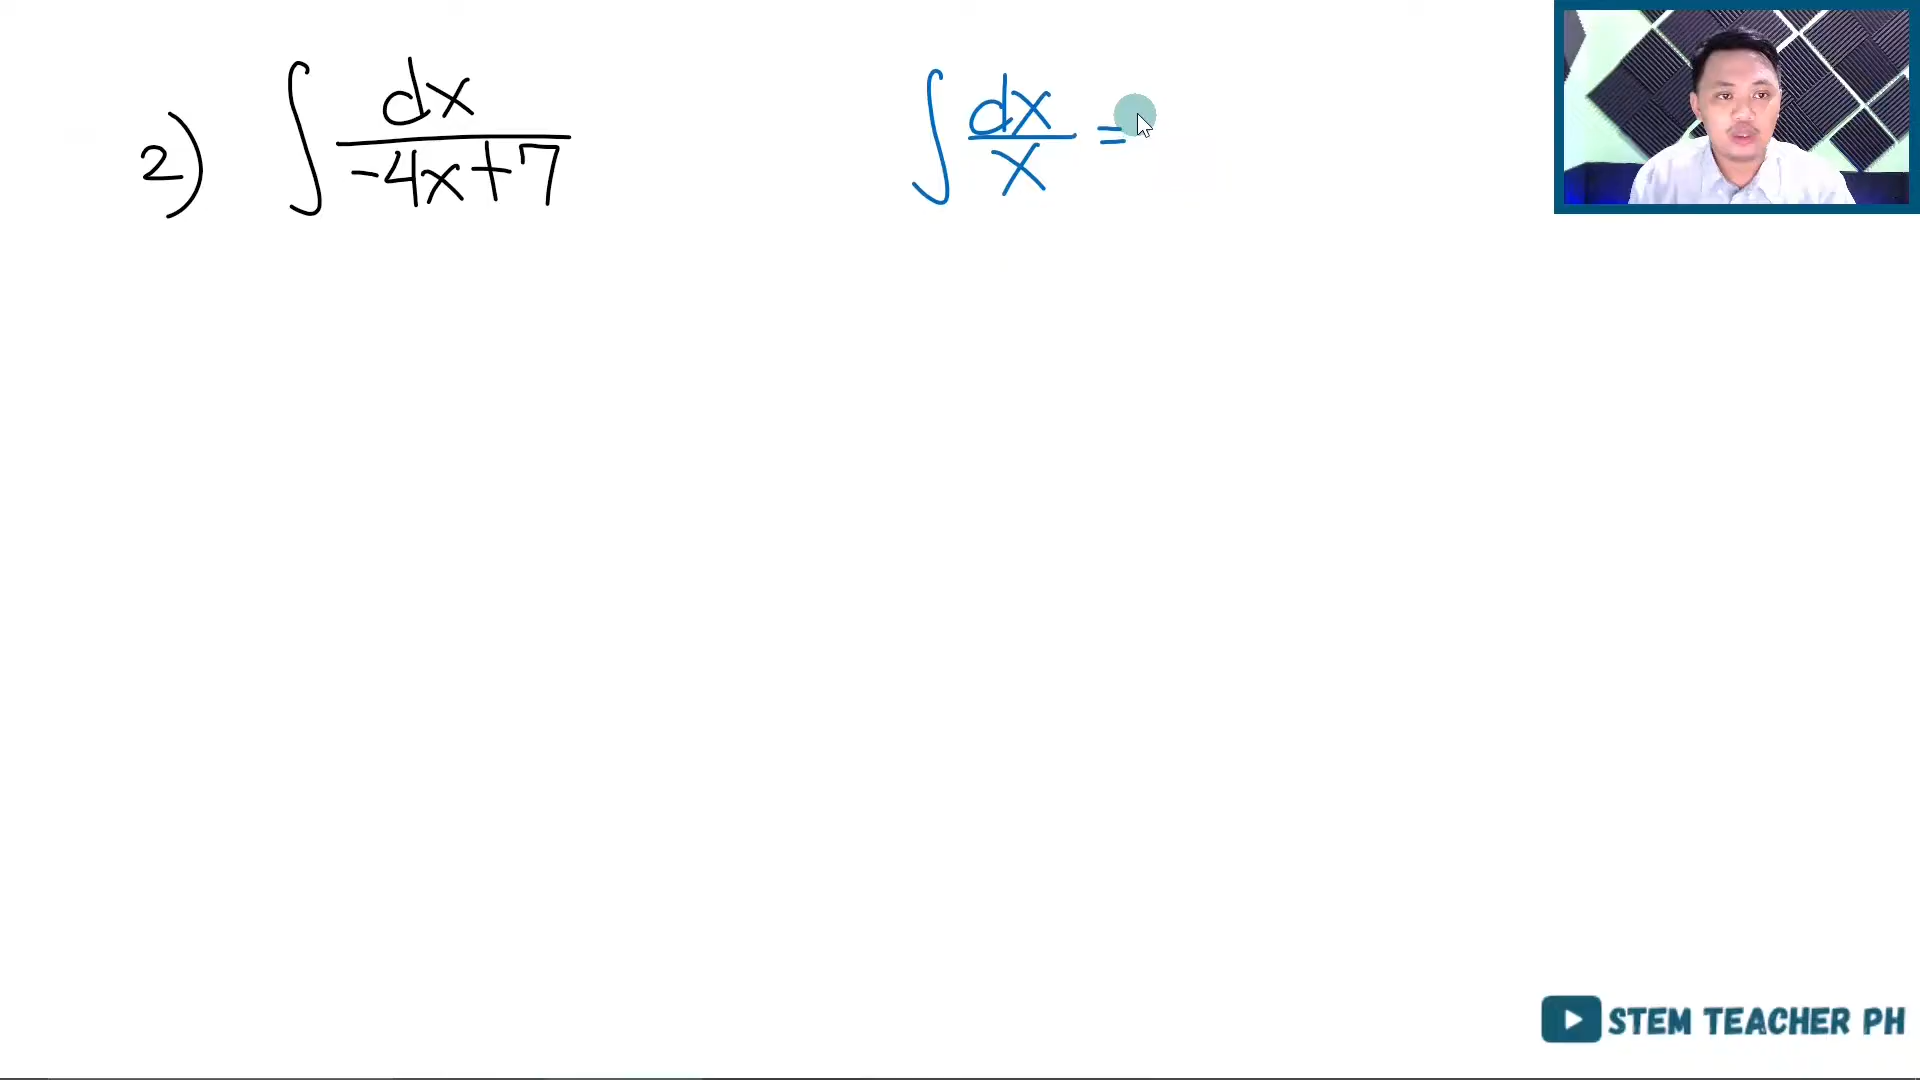 2) ∫ dx / -4x+7
∫ dx / x =
STEM TEACHER PH